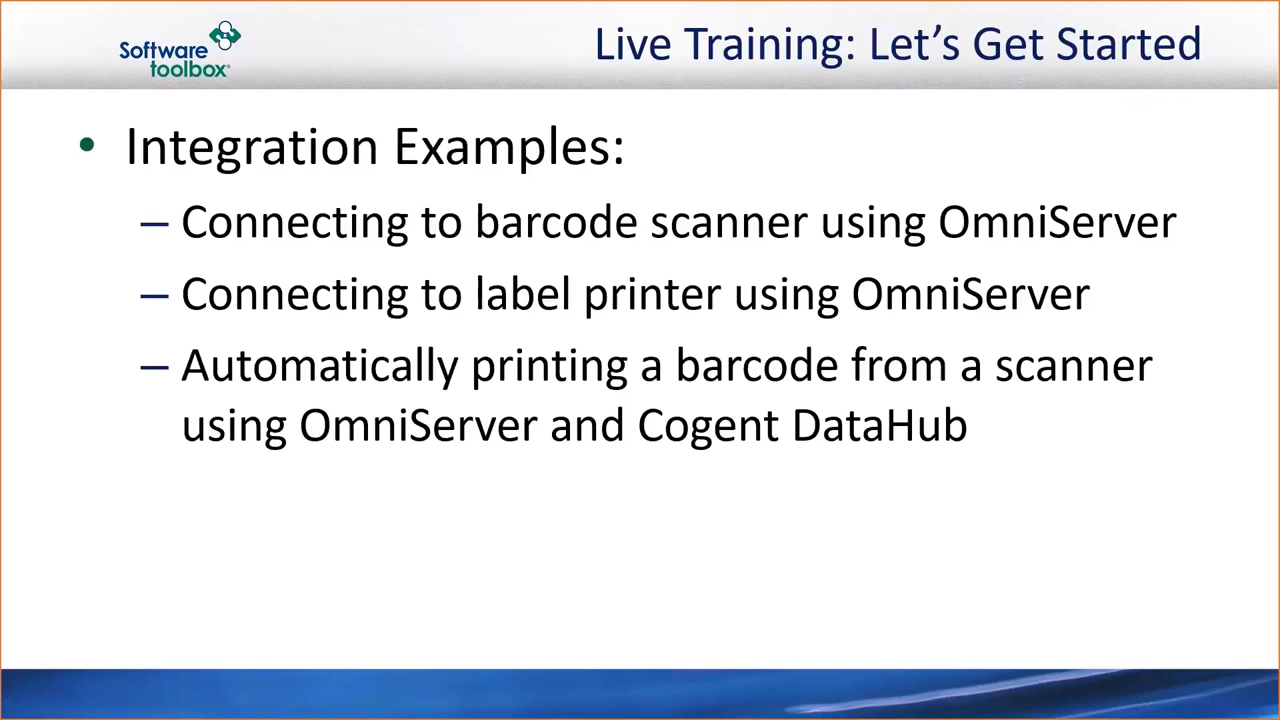 Software
toolbox®
Live Training: Let's Get Started
• Integration Examples:
– Connecting to barcode scanner using OmniServer
– Connecting to label printer using OmniServer
– Automatically printing a barcode from a scanner
using OmniServer and Cogent DataHub